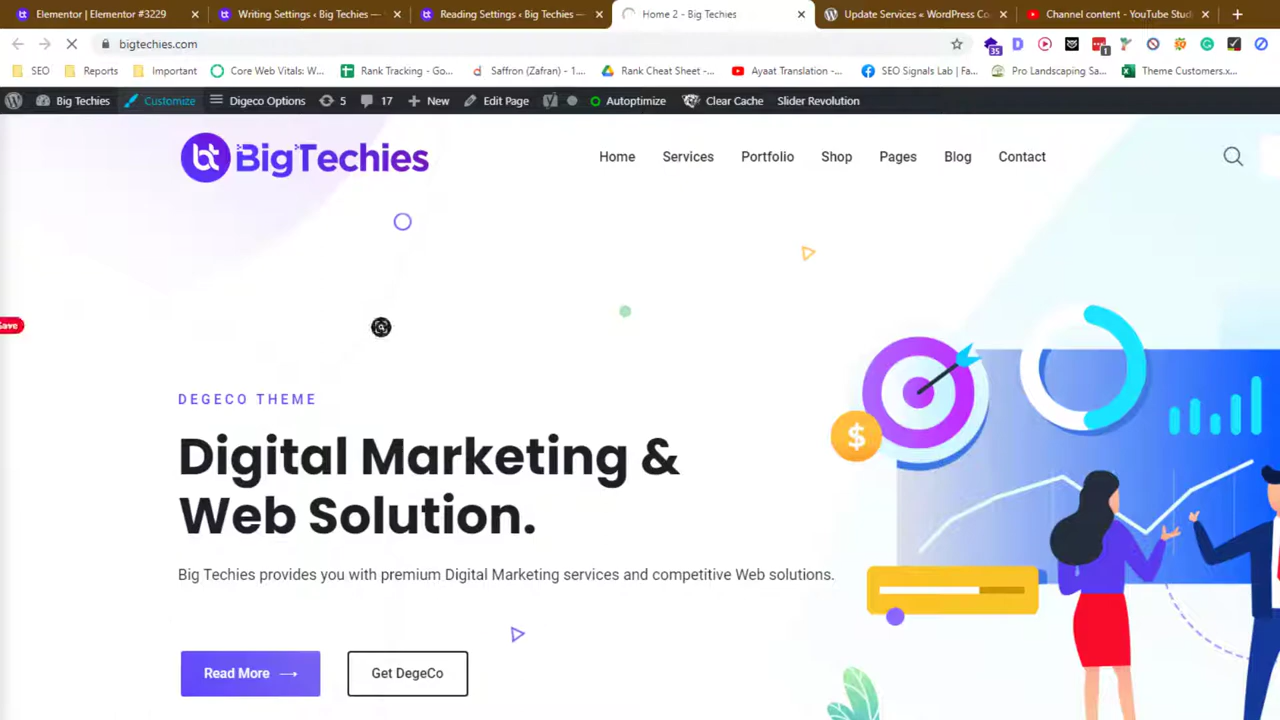 Elementor | Elementor #3229
Writing Settings ‹ Big Techies —
Reading Settings ‹ Big Techies —
Home 2 - Big Techies
Update Services « WordPress Co
Channel content - YouTube Stud
bigtechies.com
35
1
SEO
Reports
Important
Core Web Vitals: W...
Rank Tracking - Go...
Saffron (Zafran) - 1....
Rank Cheat Sheet -...
Ayaat Translation -...
SEO Signals Lab | Fa...
Pro Landscaping Sa...
Theme Customers.x...
Big Techies
Customize
Digeco Options
5
17
New
Edit Page
Autoptimize
Clear Cache
Slider Revolution
bt BigTechies
Home
Services
Portfolio
Shop
Pages
Blog
Contact
Save
DEGECO THEME
Digital Marketing &
Web Solution.
Big Techies provides you with premium Digital Marketing services and competitive Web solutions.
Read More
Get DegeCo
$